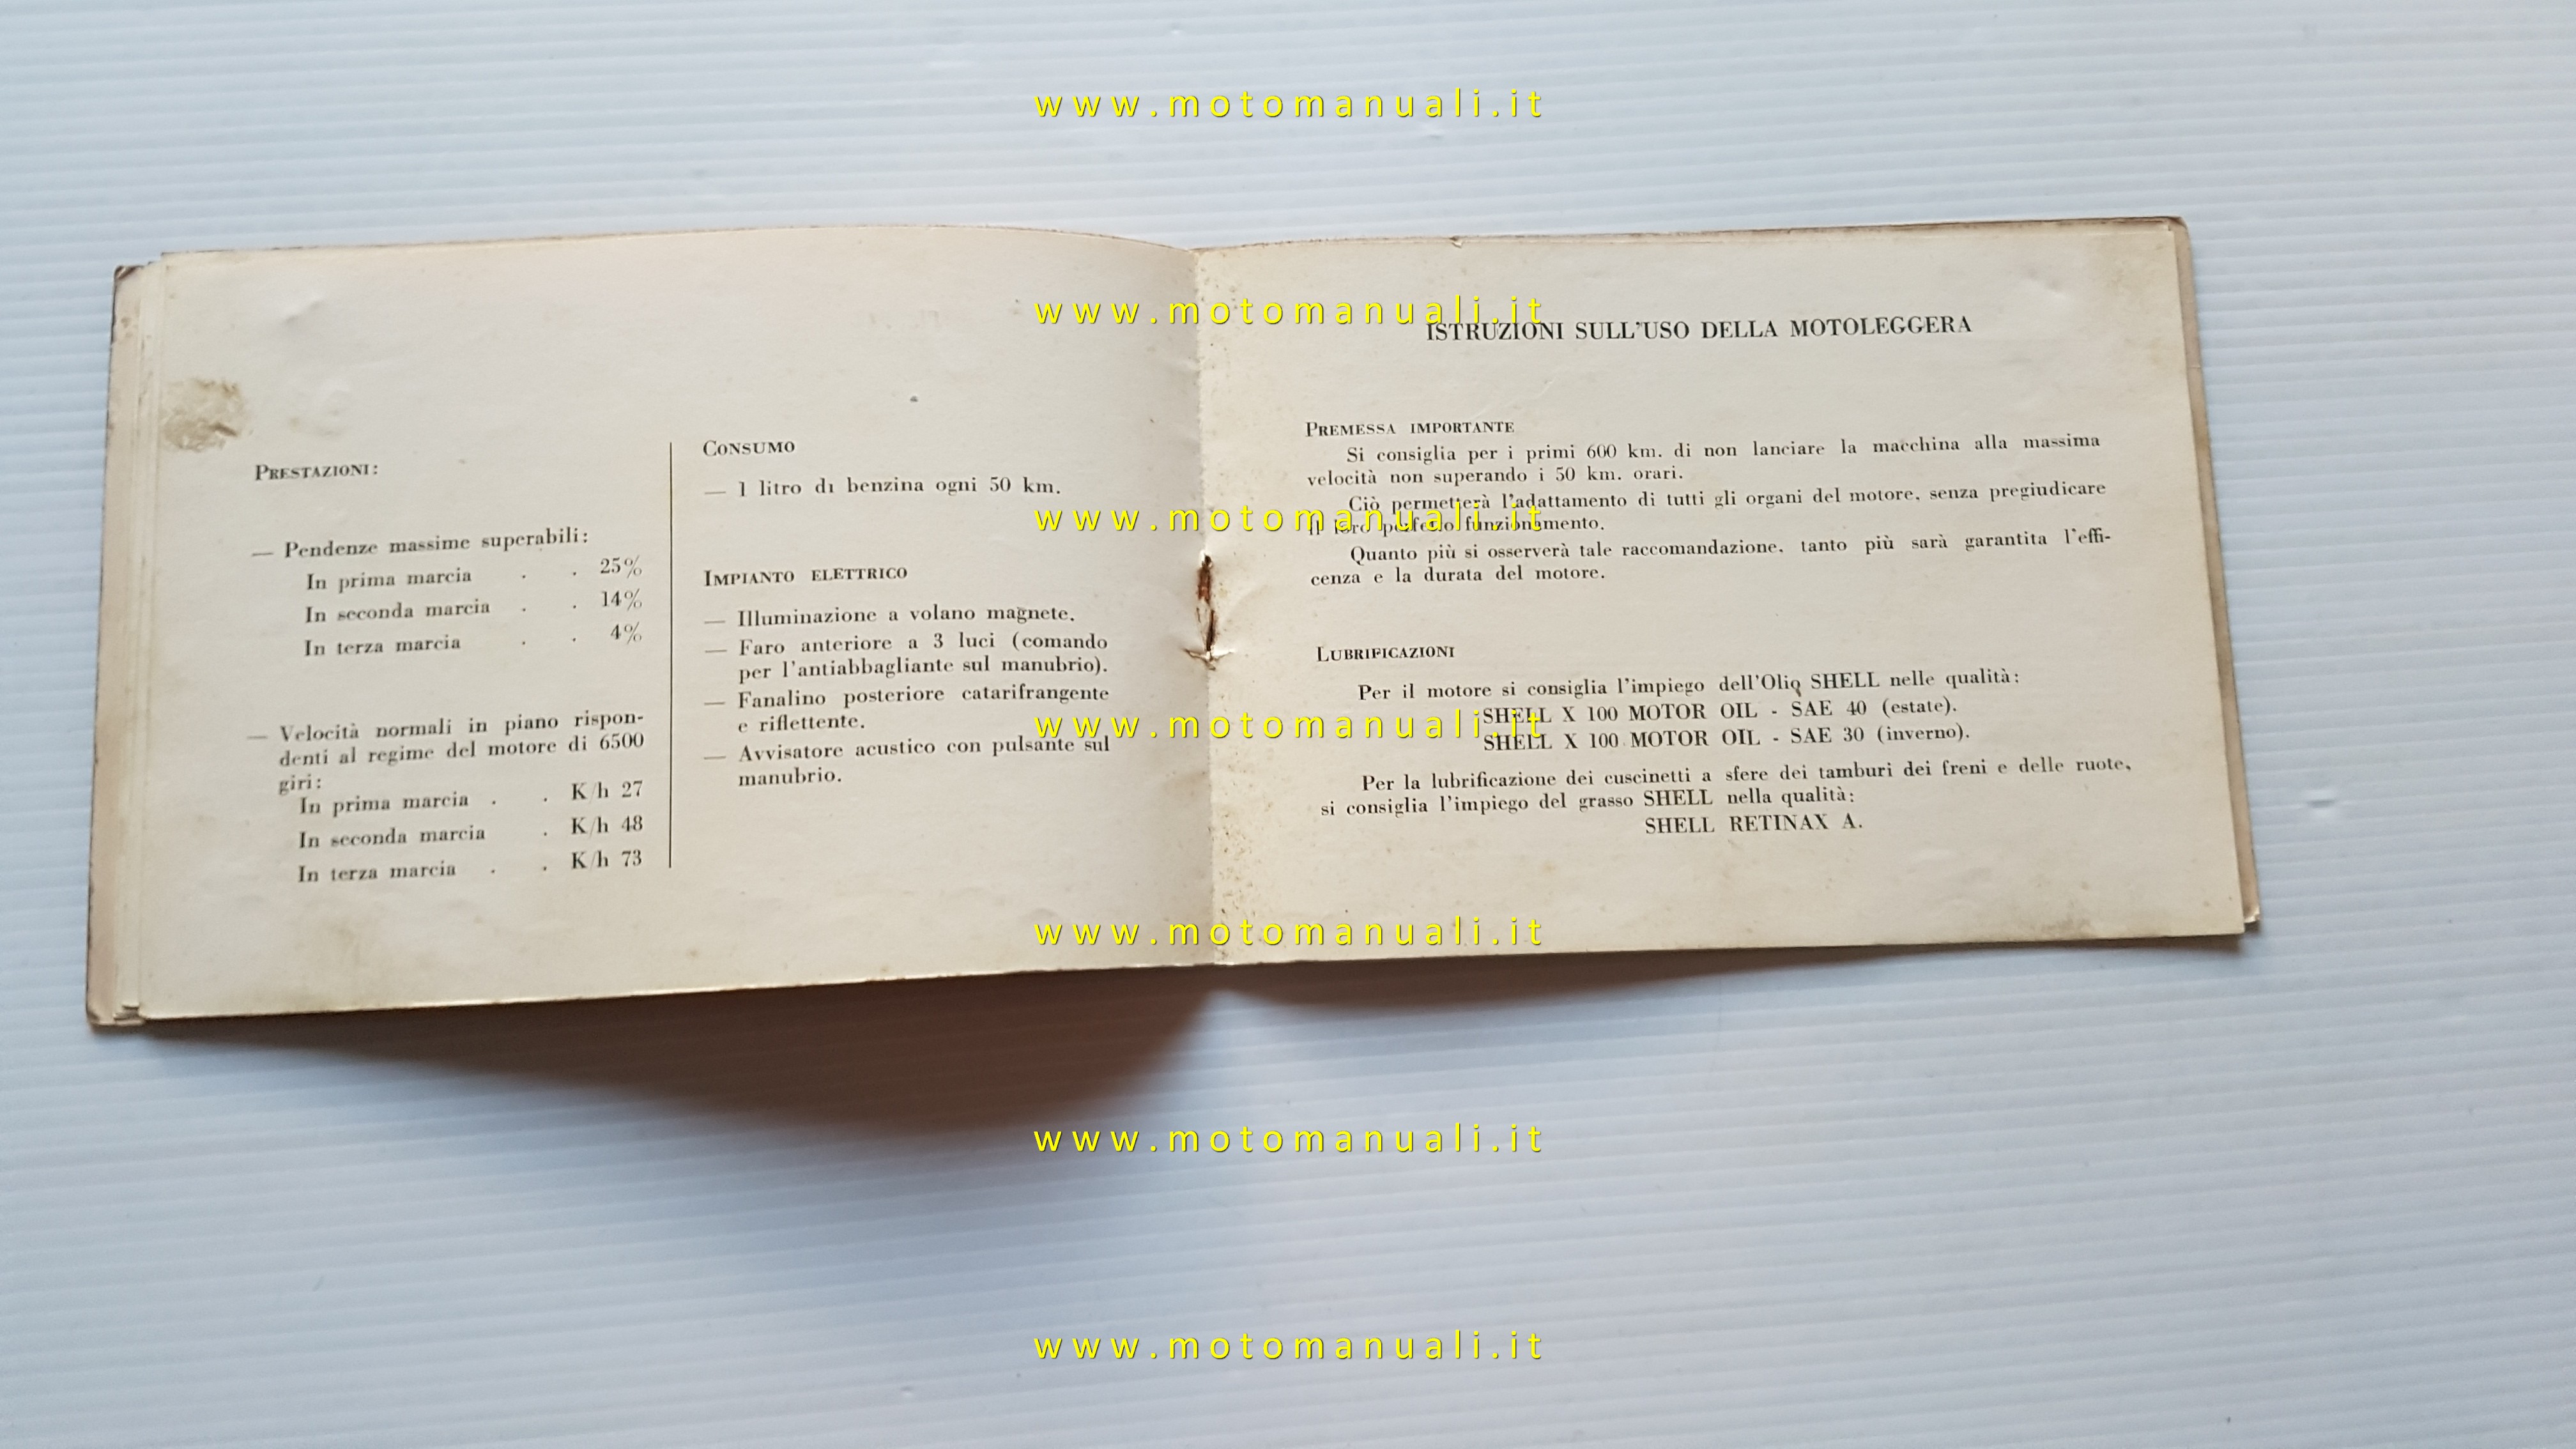 www.motomanuali.it
PRESTAZIONI:
— Pendenze massime superabili:
In prima marcia . . 25%
In seconda marcia . . 14%
In terza marcia . . 4%
— Velocità normali in piano rispon-
denti al regime del motore di 6500
giri:
In prima marcia . . K/h 27
In seconda marcia . K/h 48
In terza marcia . . K/h 73
CONSUMO
— 1 litro di benzina ogni 50 km.
IMPIANTO ELETTRICO
— Illuminazione a volano magnete.
— Faro anteriore a 3 luci (comando
per l'antiabbagliante sul manubrio).
— Fanalino posteriore catarifrangente
e riflettente.
— Avvisatore acustico con pulsante sul
manubrio.
www.motomanuali.it
ISTRUZIONI SULL'USO DELLA MOTOLEGGERA
PREMESSA IMPORTANTE
Si consiglia per i primi 600 km. di non lanciare la macchina alla massima
velocità non superando i 50 km. orari.
Ciò permetterà l'adattamento di tutti gli organi del motore, senza pregiudicare
www.motomanuali.it
il loro perfetto funzionamento.
Quanto più si osserverà tale raccomandazione, tanto più sarà garantita l'effi-
cenza e la durata del motore.
LUBRIFICAZIONI
Per il motore si consiglia l'impiego dell'Olio SHELL nelle qualità:
SHELL X 100 MOTOR OIL - SAE 40 (estate).
www.motomanuali.it
SHELL X 100 MOTOR OIL - SAE 30 (inverno).
Per la lubrificazione dei cuscinetti a sfere dei tamburi dei freni e delle ruote,
si consiglia l'impiego del grasso SHELL nella qualità:
SHELL RETINAX A.
www.motomanuali.it
www.motomanuali.it
www.motomanuali.it